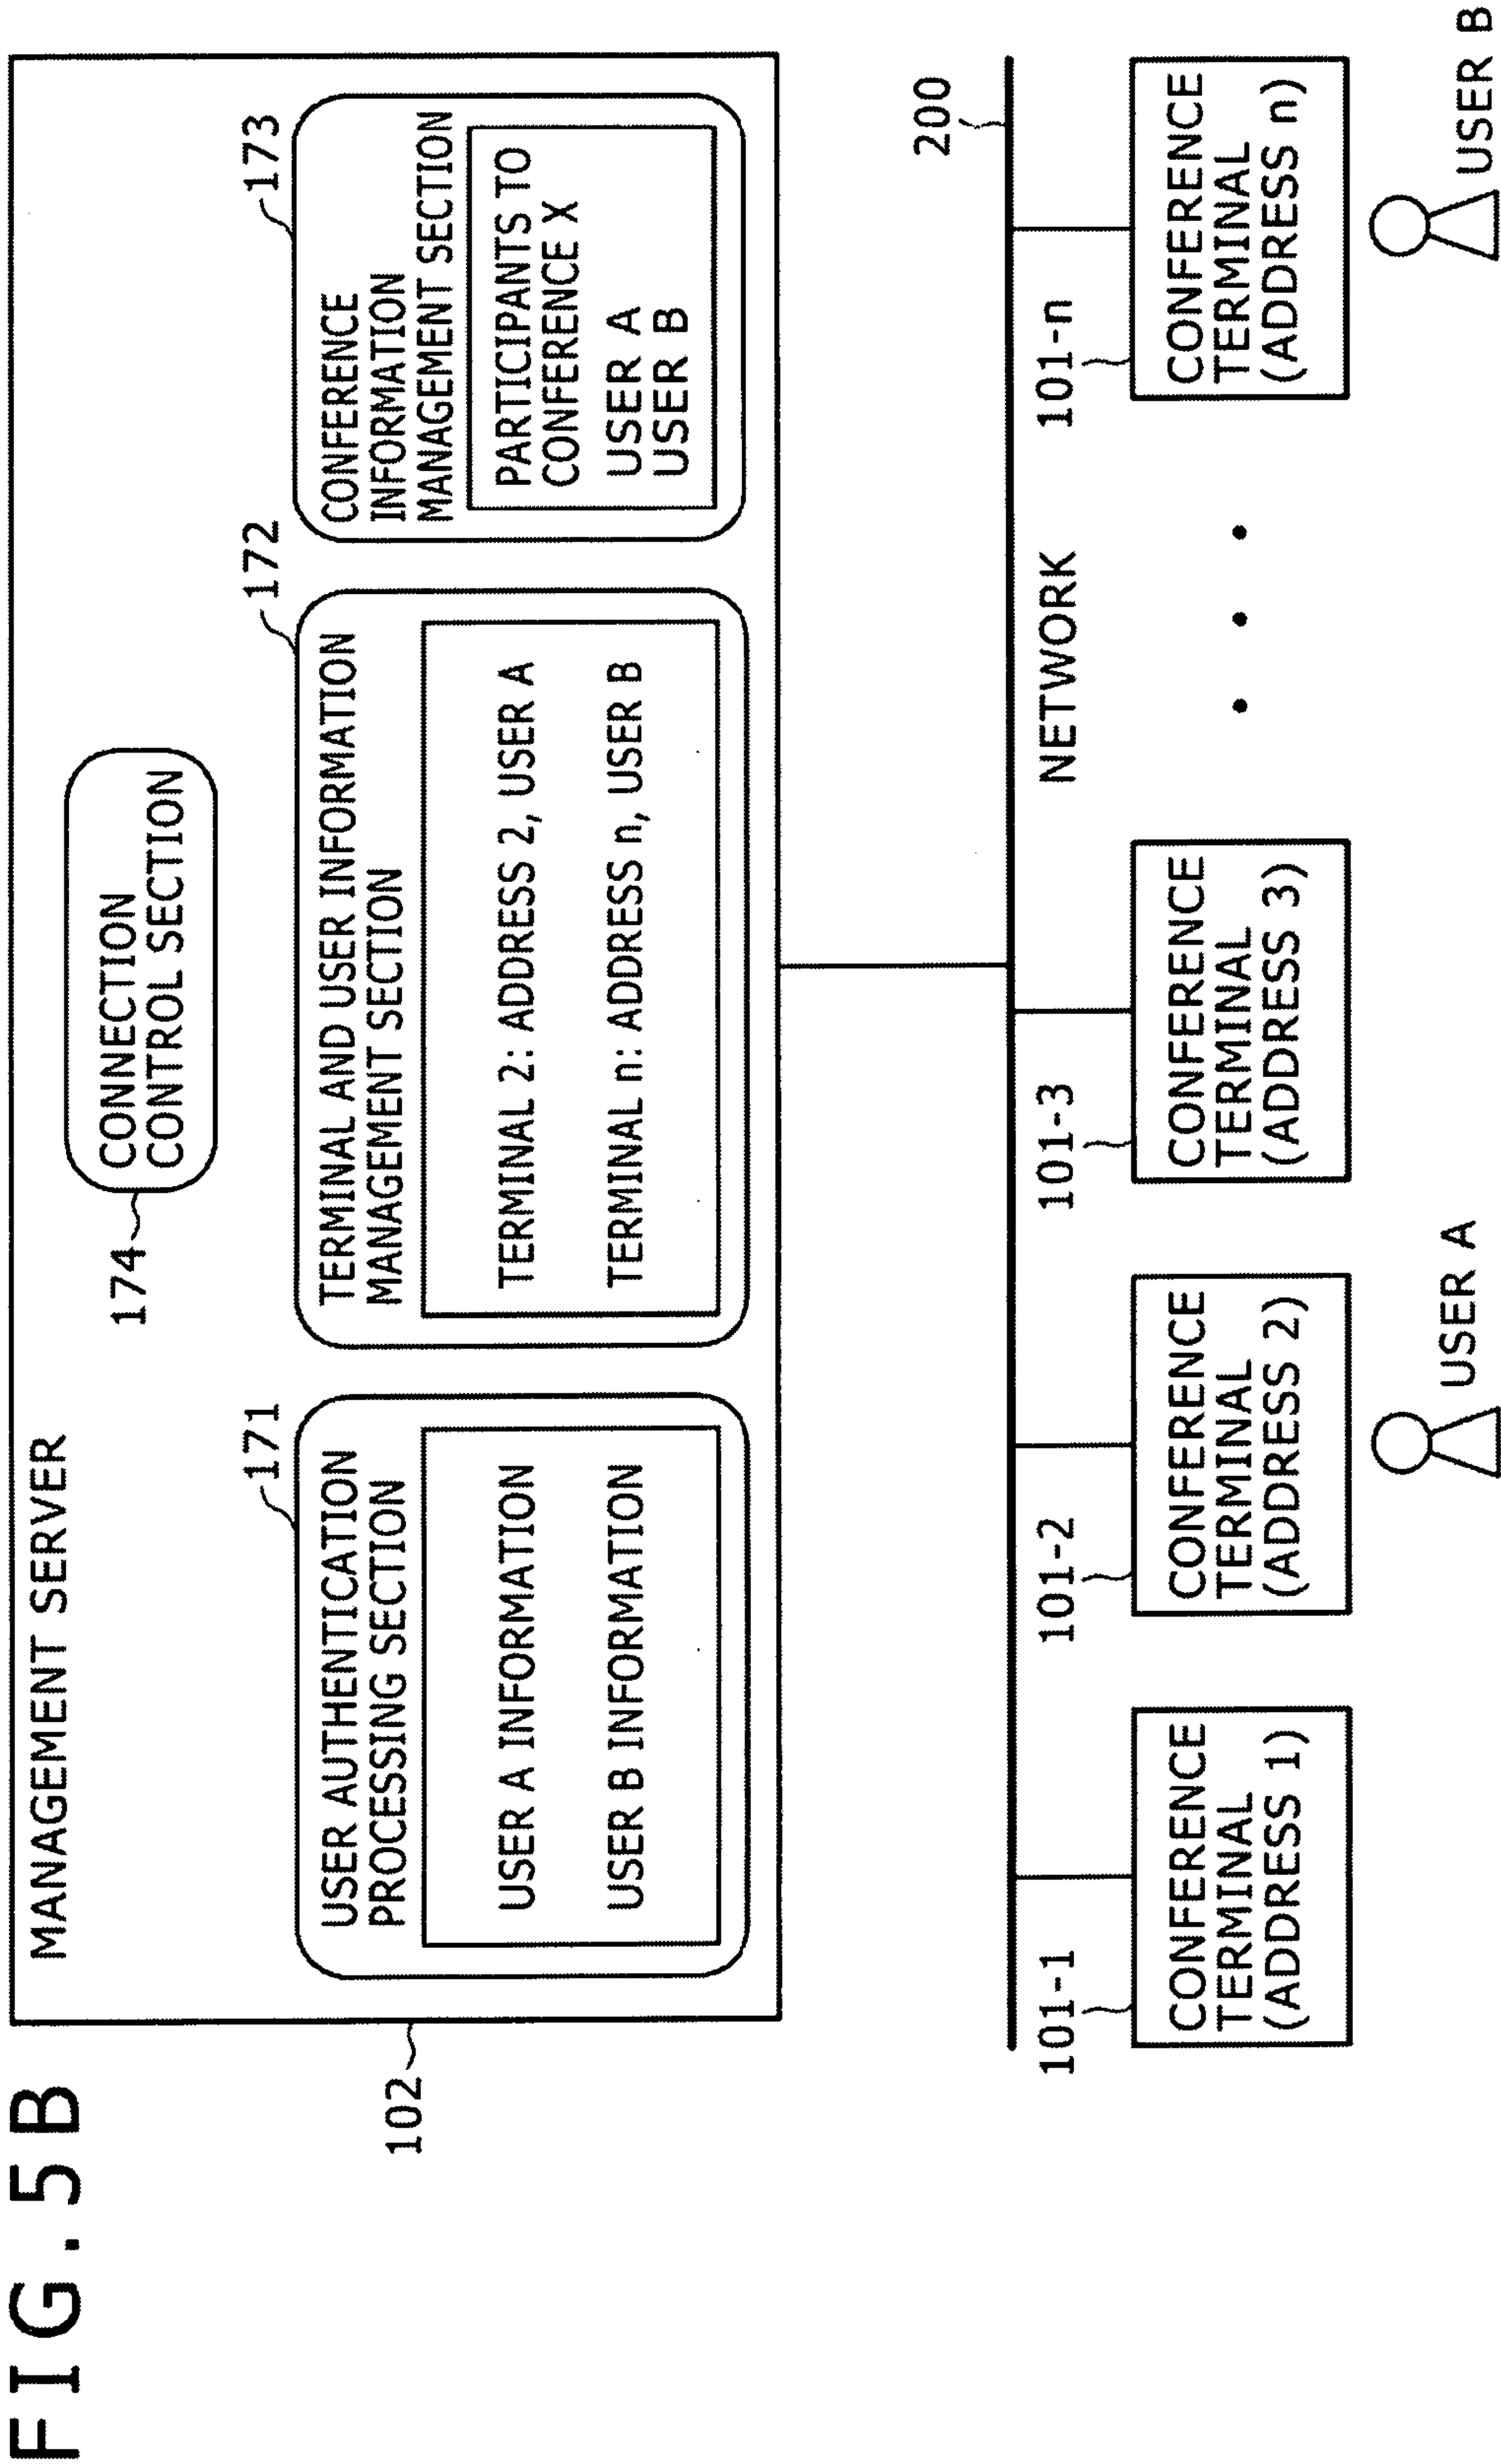 FIG. 5B
MANAGEMENT SERVER
102
174
CONNECTION
CONTROL SECTION
171
USER AUTHENTICATION
PROCESSING SECTION
USER A INFORMATION
USER B INFORMATION
172
TERMINAL AND USER INFORMATION
MANAGEMENT SECTION
TERMINAL 2: ADDRESS 2, USER A
TERMINAL n: ADDRESS n, USER B
173
CONFERENCE
INFORMATION
MANAGEMENT SECTION
PARTICIPANTS TO
CONFERENCE X
USER A
USER B
200
NETWORK
101-1
CONFERENCE
TERMINAL
(ADDRESS 1)
101-2
CONFERENCE
TERMINAL
(ADDRESS 2)
USER A
101-3
CONFERENCE
TERMINAL
(ADDRESS 3)
• • •
101-n
CONFERENCE
TERMINAL
(ADDRESS n)
USER B